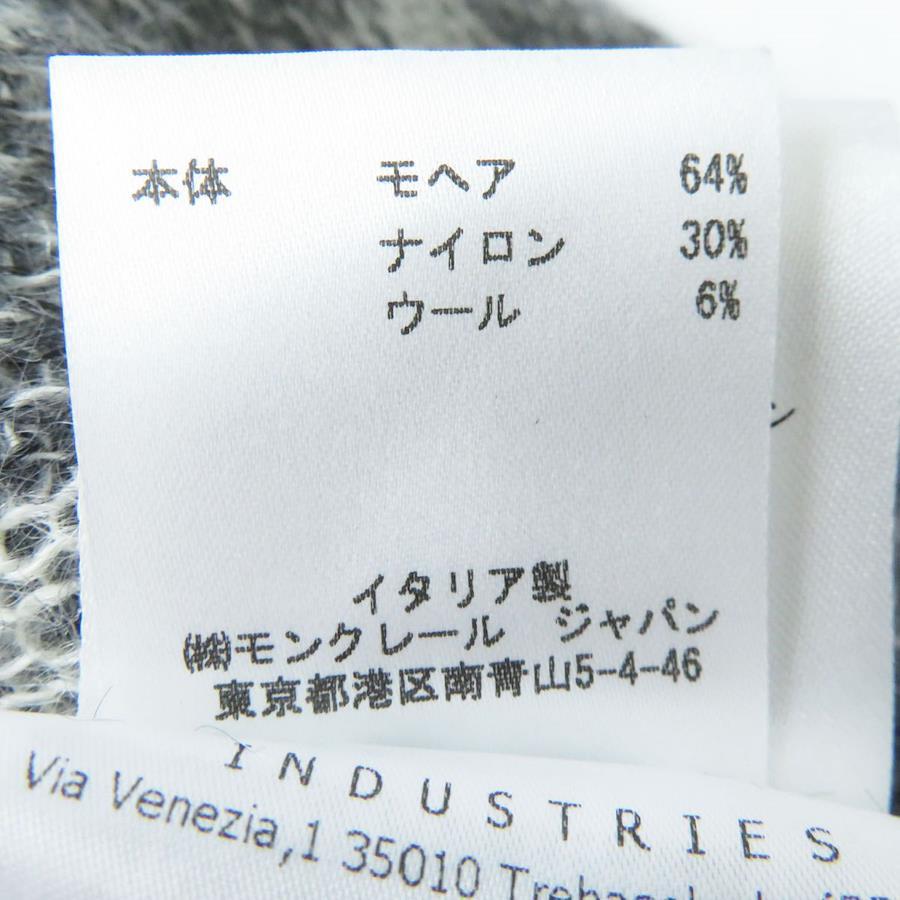 本体 モヘア 64%
ナイロン 30%
ウール 6%
イタリア製
㈱モンクレール ジャパン
東京都港区南青山5-4-46
INDUSTRIES
Via Venezia,1 35010